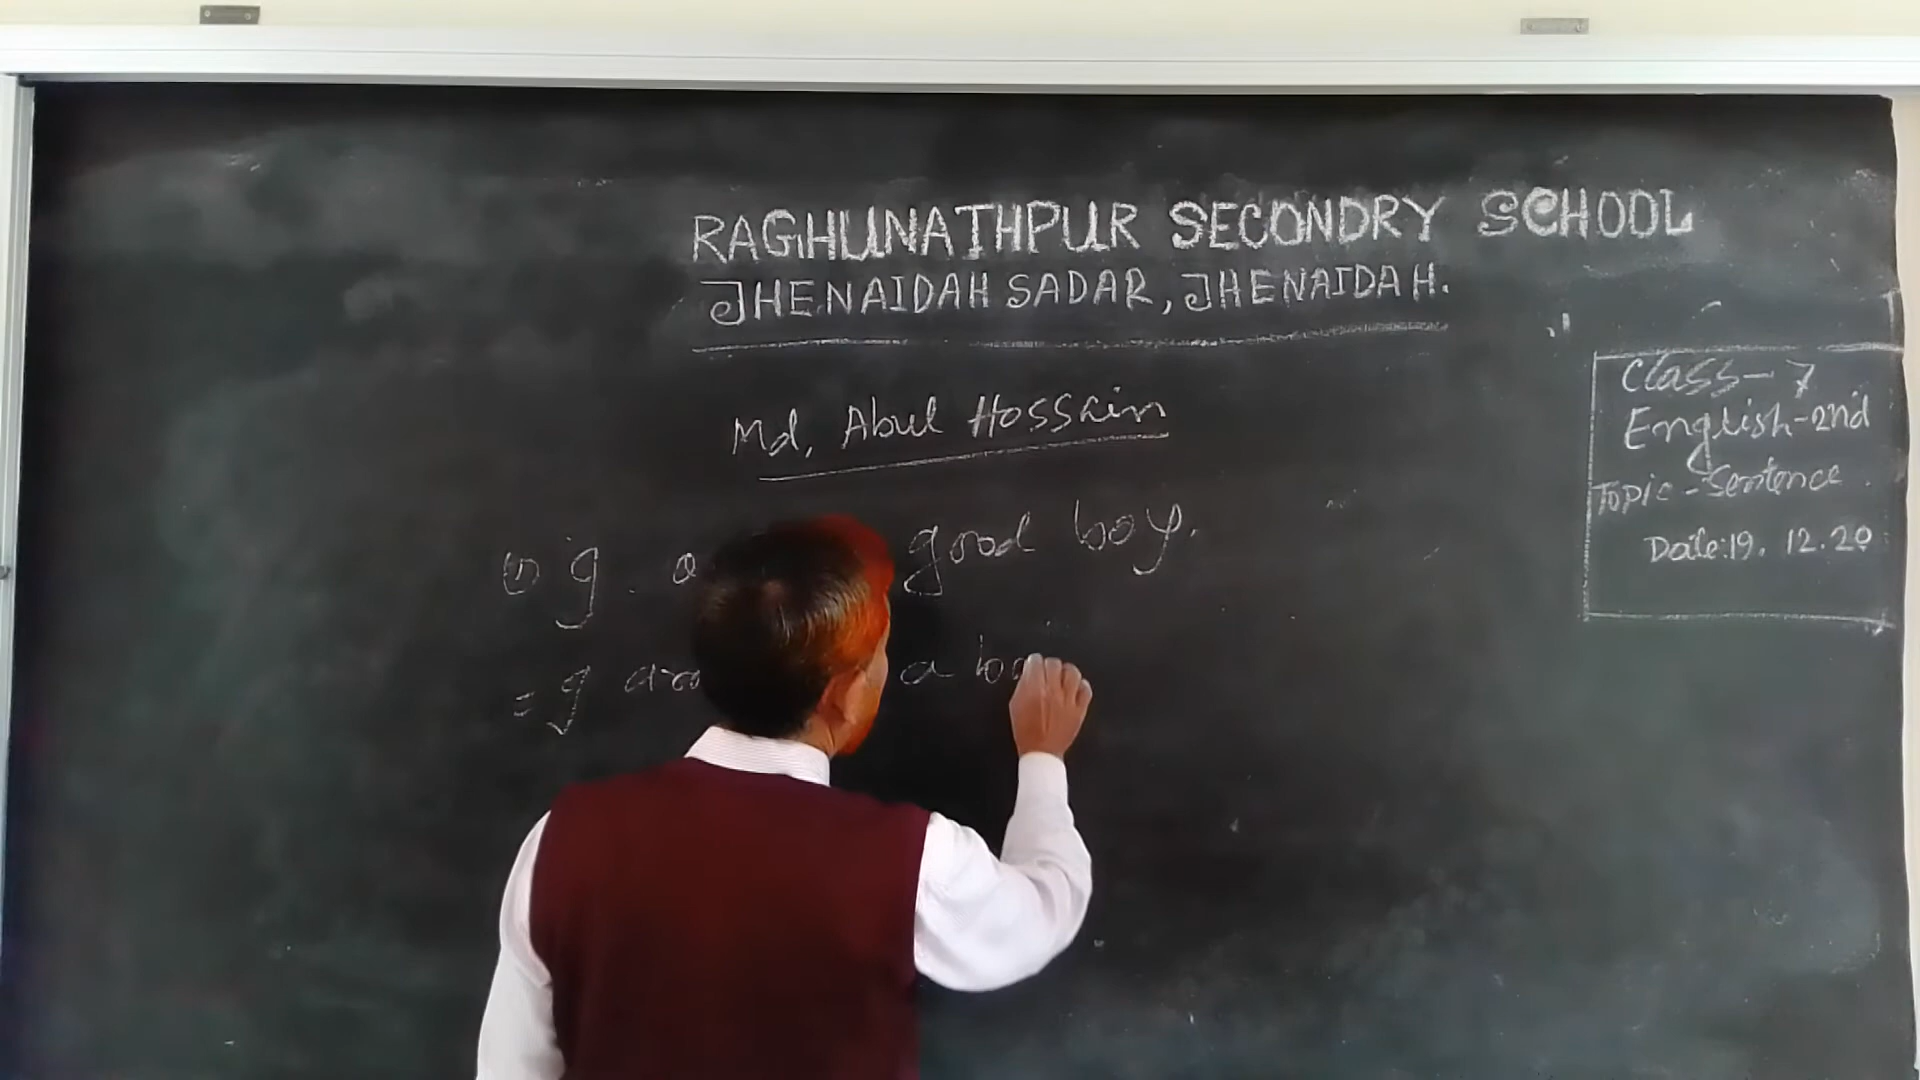 RAGHUNATHPUR SECONDRY SCHOOL
JHENAIDAH SADAR, JHENAIDAH.
Md, Abul Hossain
Class-7
English-2nd
Topic-Sentence
Date:19. 12.20
good boy.
= I a